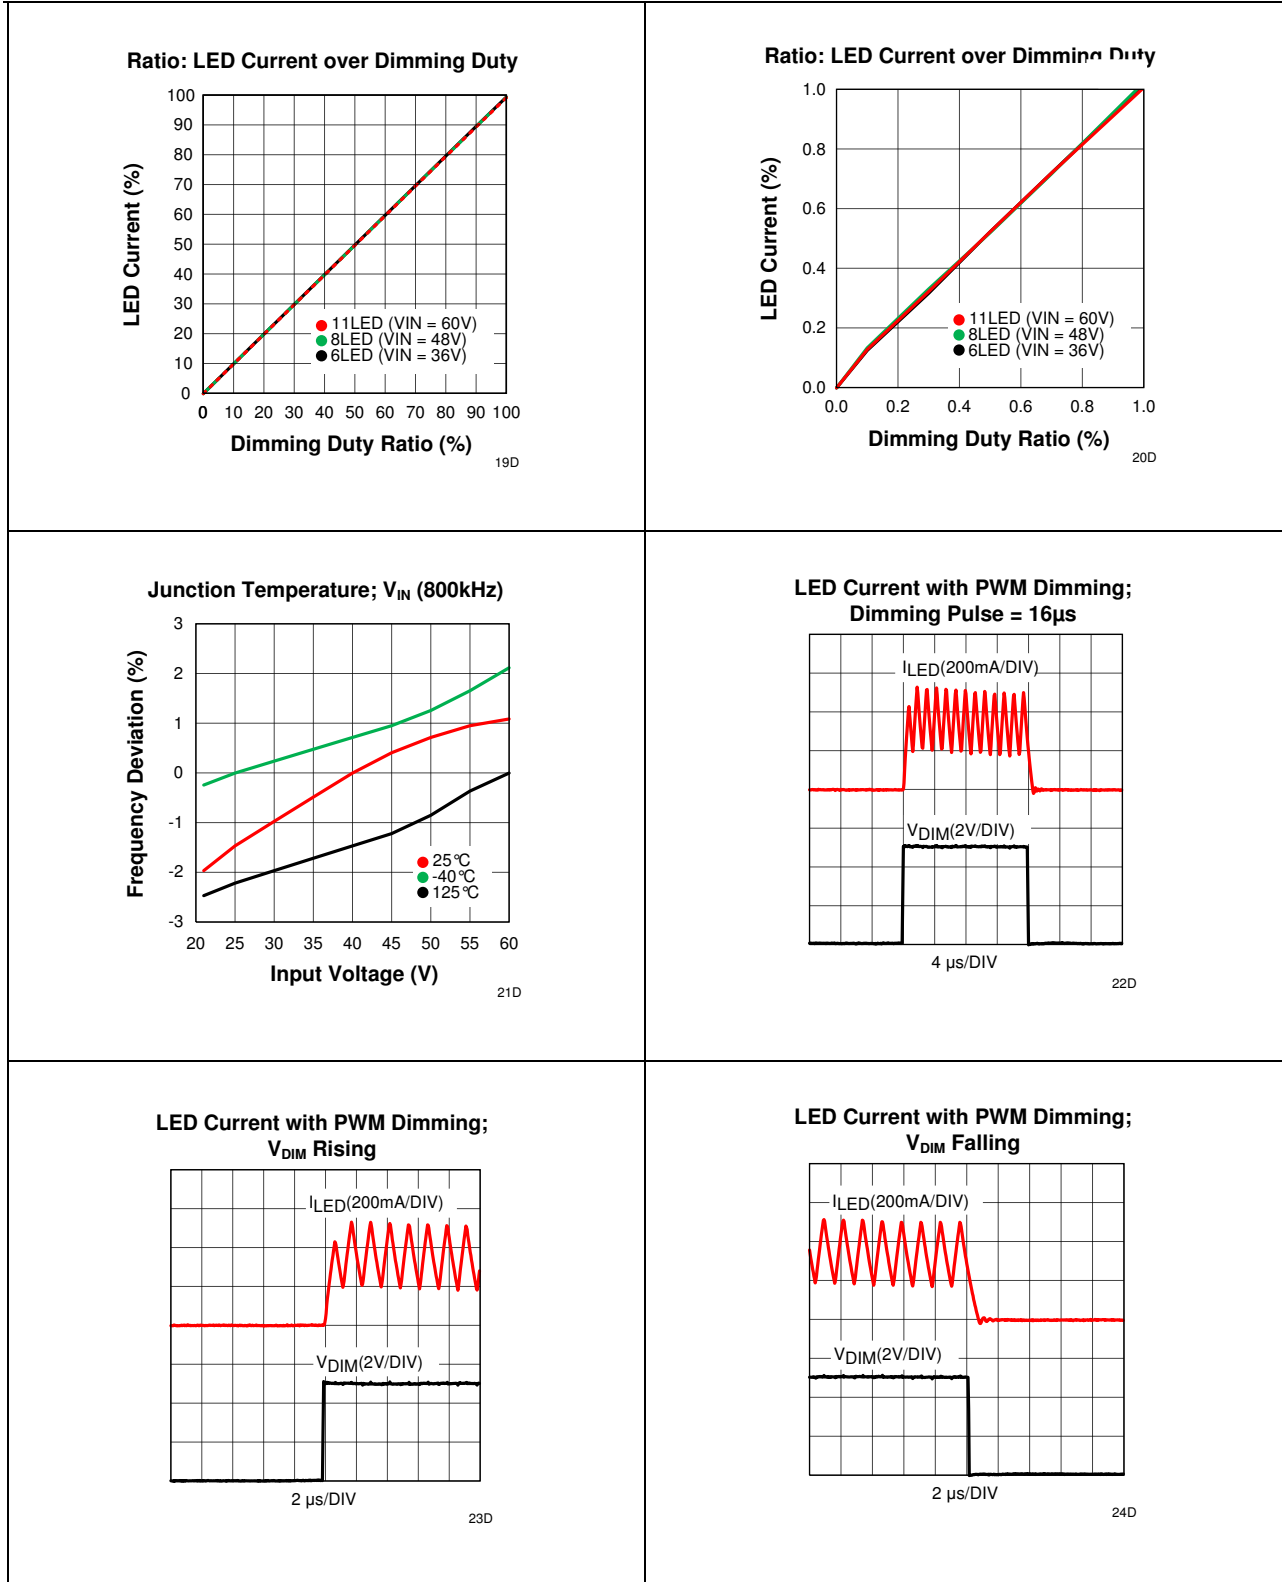 Ratio: LED Current over Dimming Duty
LED Current (%)
100
90
80
70
60
50
40
30
20
10
0
11LED (VIN = 60V)
8LED (VIN = 48V)
6LED (VIN = 36V)
0 10 20 30 40 50 60 70 80 90 100
Dimming Duty Ratio (%)
19D
Ratio: LED Current over Dimming Duty
LED Current (%)
1.0
0.8
0.6
0.4
0.2
0.0
11LED (VIN = 60V)
8LED (VIN = 48V)
6LED (VIN = 36V)
0.0 0.2 0.4 0.6 0.8 1.0
Dimming Duty Ratio (%)
20D
Junction Temperature; VIN (800kHz)
Frequency Deviation (%)
3
2
1
0
-1
-2
-3
25°C
-40°C
125°C
20 25 30 35 40 45 50 55 60
Input Voltage (V)
21D
LED Current with PWM Dimming;
Dimming Pulse = 16µs
ILED(200mA/DIV)
VDIM(2V/DIV)
4 µs/DIV
22D
LED Current with PWM Dimming;
VDIM Rising
ILED(200mA/DIV)
VDIM(2V/DIV)
2 µs/DIV
23D
LED Current with PWM Dimming;
VDIM Falling
ILED(200mA/DIV)
VDIM(2V/DIV)
2 µs/DIV
24D